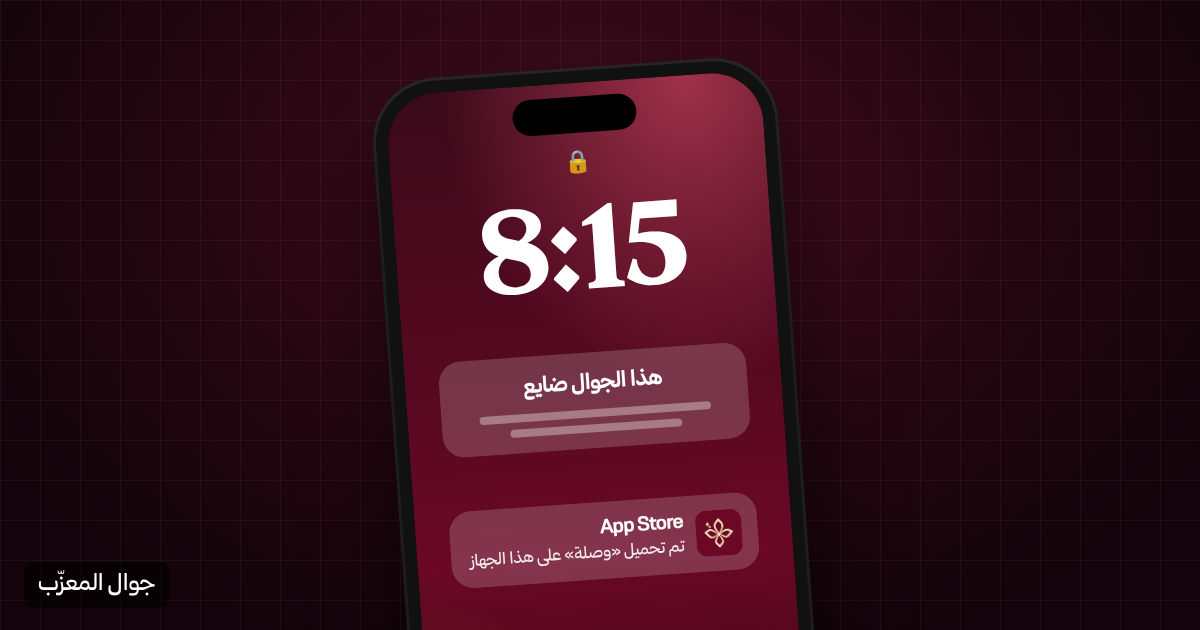 8:15
هذا الجوال ضايع
App Store
تم تحميل «وصلة» على هذا الجهاز
جوال المعزّب